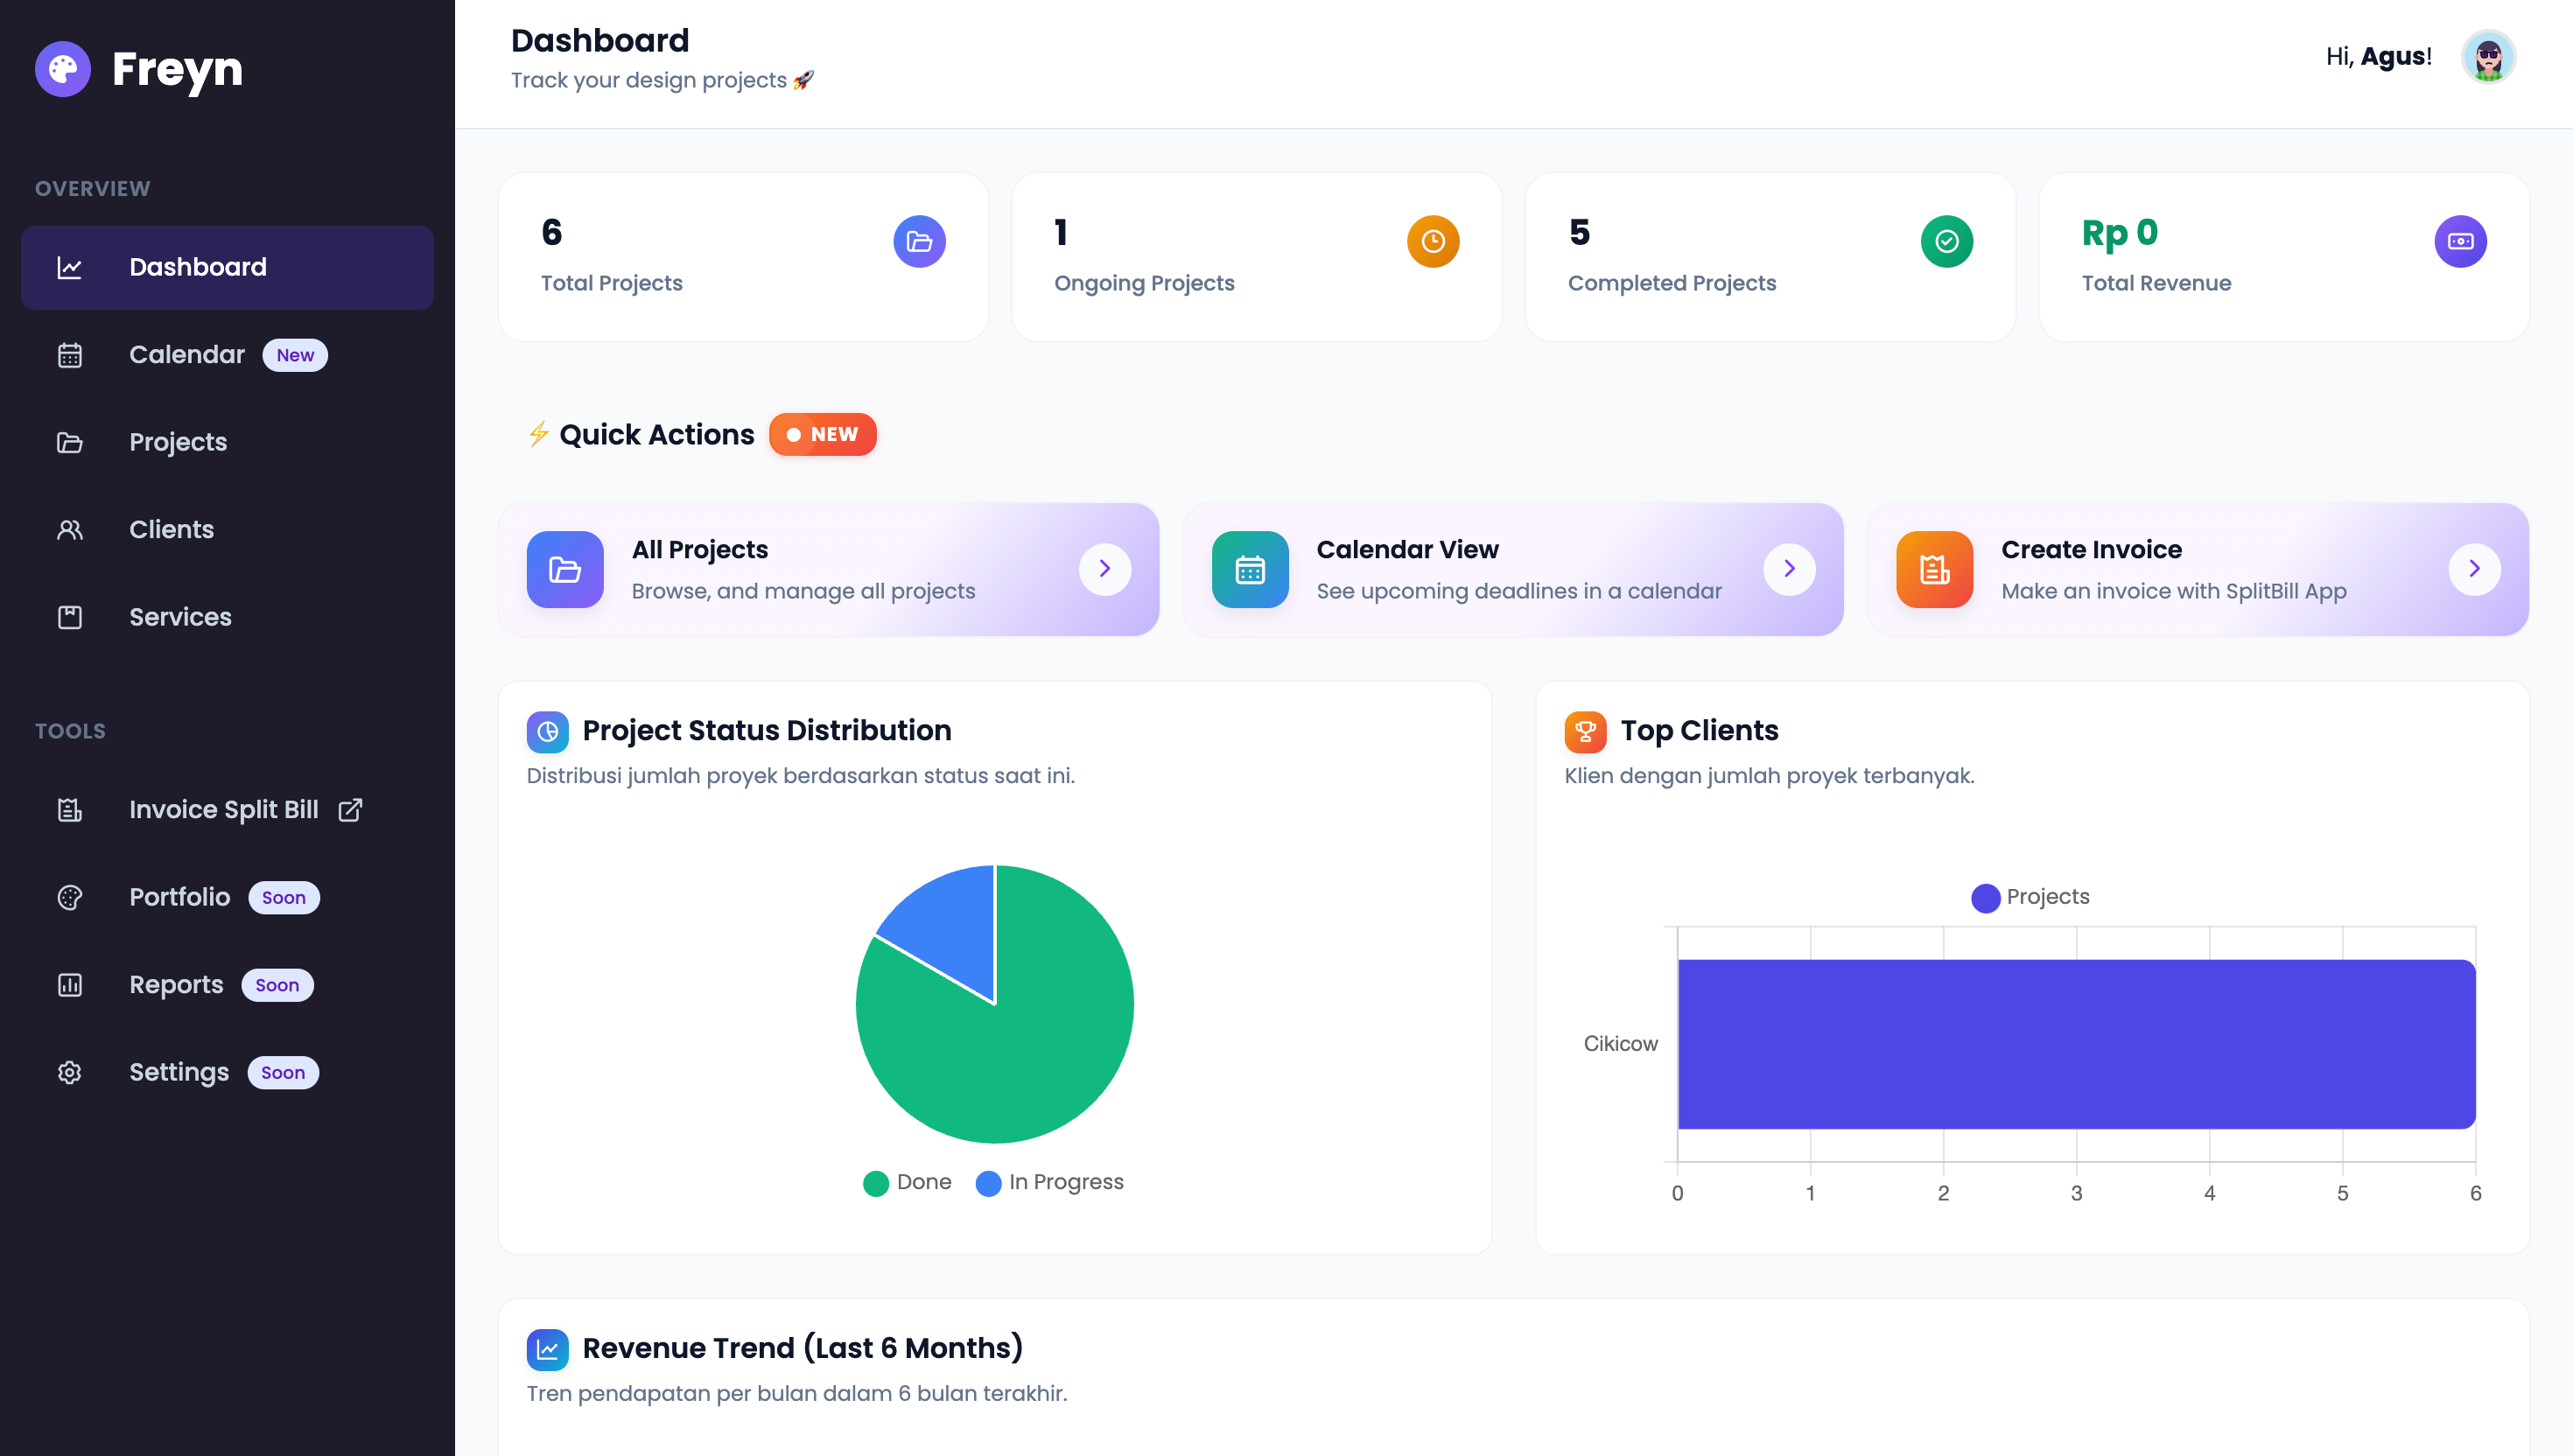 Freyn
OVERVIEW
Dashboard
Calendar New
Projects
Clients
Services
TOOLS
Invoice Split Bill
Portfolio Soon
Reports Soon
Settings Soon
Dashboard
Track your design projects 🚀
Hi, Agus!
6
Total Projects
1
Ongoing Projects
5
Completed Projects
Rp 0
Total Revenue
⚡ Quick Actions NEW
All Projects
Browse, and manage all projects
Calendar View
See upcoming deadlines in a calendar
Create Invoice
Make an invoice with SplitBill App
Project Status Distribution
Distribusi jumlah proyek berdasarkan status saat ini.
Done In Progress
Top Clients
Klien dengan jumlah proyek terbanyak.
Projects
Cikicow
0 1 2 3 4 5 6
Revenue Trend (Last 6 Months)
Tren pendapatan per bulan dalam 6 bulan terakhir.